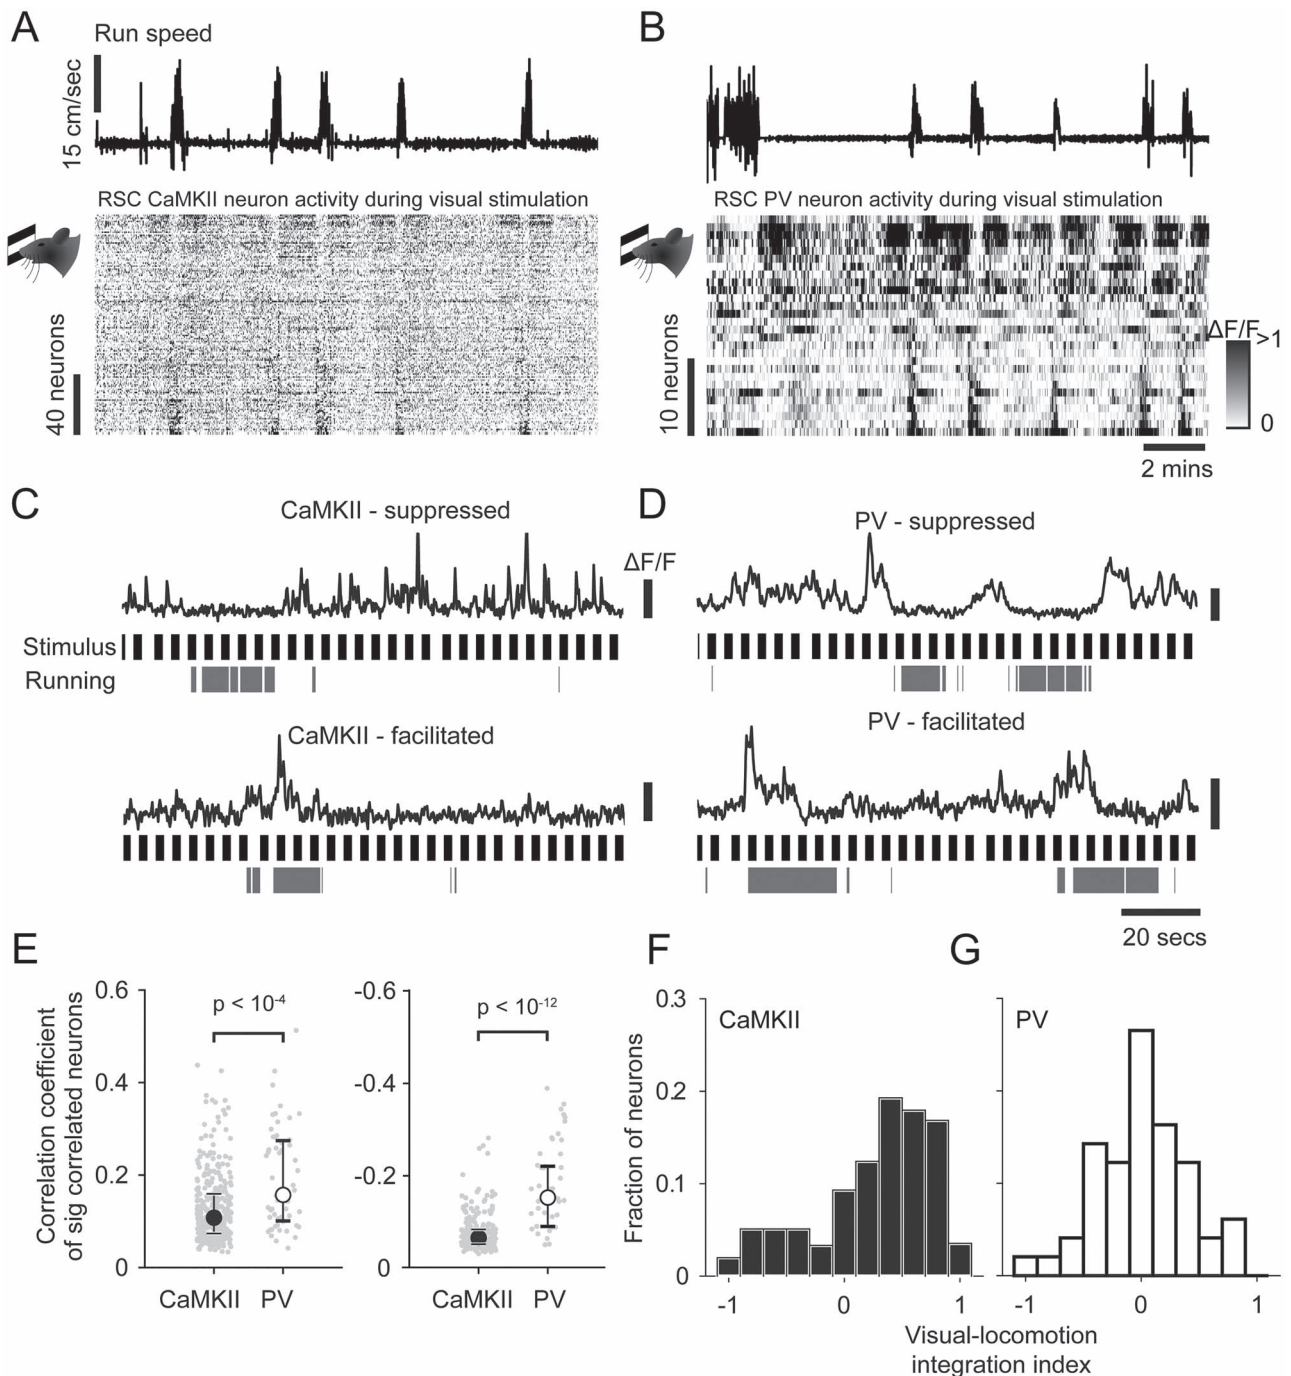 A
Run speed
15 cm/sec
RSC CaMKII neuron activity during visual stimulation
40 neurons
B
RSC PV neuron activity during visual stimulation
10 neurons
ΔF/F
>1
0
2 mins
C
CaMKII - suppressed
ΔF/F
Stimulus
Running
CaMKII - facilitated
D
PV - suppressed
PV - facilitated
20 secs
E
Correlation coefficient
of sig correlated neurons
0.6
0.4
0.2
0
p < 10-4
CaMKII PV
-0.6
-0.4
-0.2
0
p < 10-12
CaMKII PV
F
Fraction of neurons
0.3
0.2
0.1
0
CaMKII
-1 0 1
G
PV
-1 0 1
Visual-locomotion
integration index